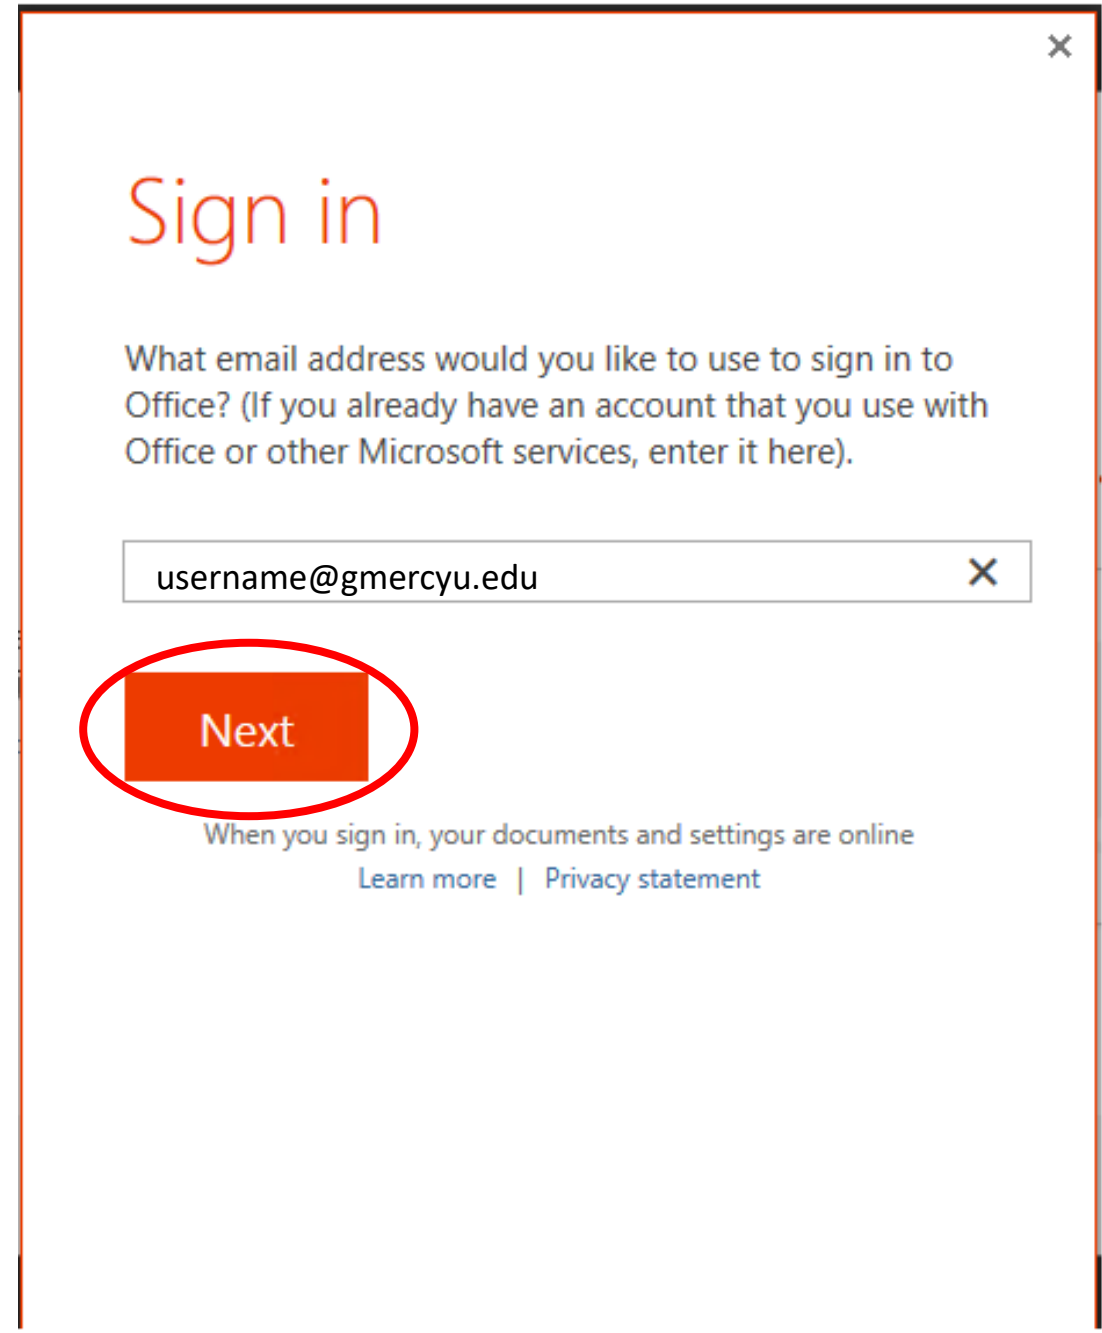 Sign in
What email address would you like to use to sign in to
Office? (If you already have an account that you use with
Office or other Microsoft services, enter it here).
username@gmercyu.edu
Next
When you sign in, your documents and settings are online
Learn more | Privacy statement